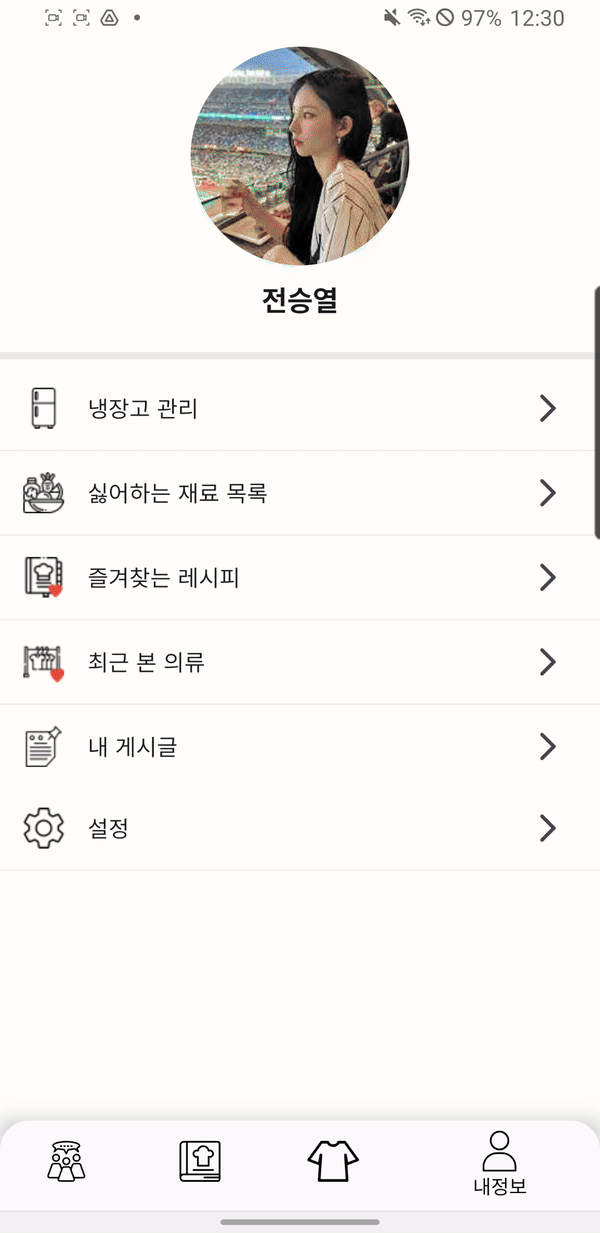 97% 12:30
전승열
냉장고 관리
싫어하는 재료 목록
즐겨찾는 레시피
최근 본 의류
내 게시글
설정
내정보